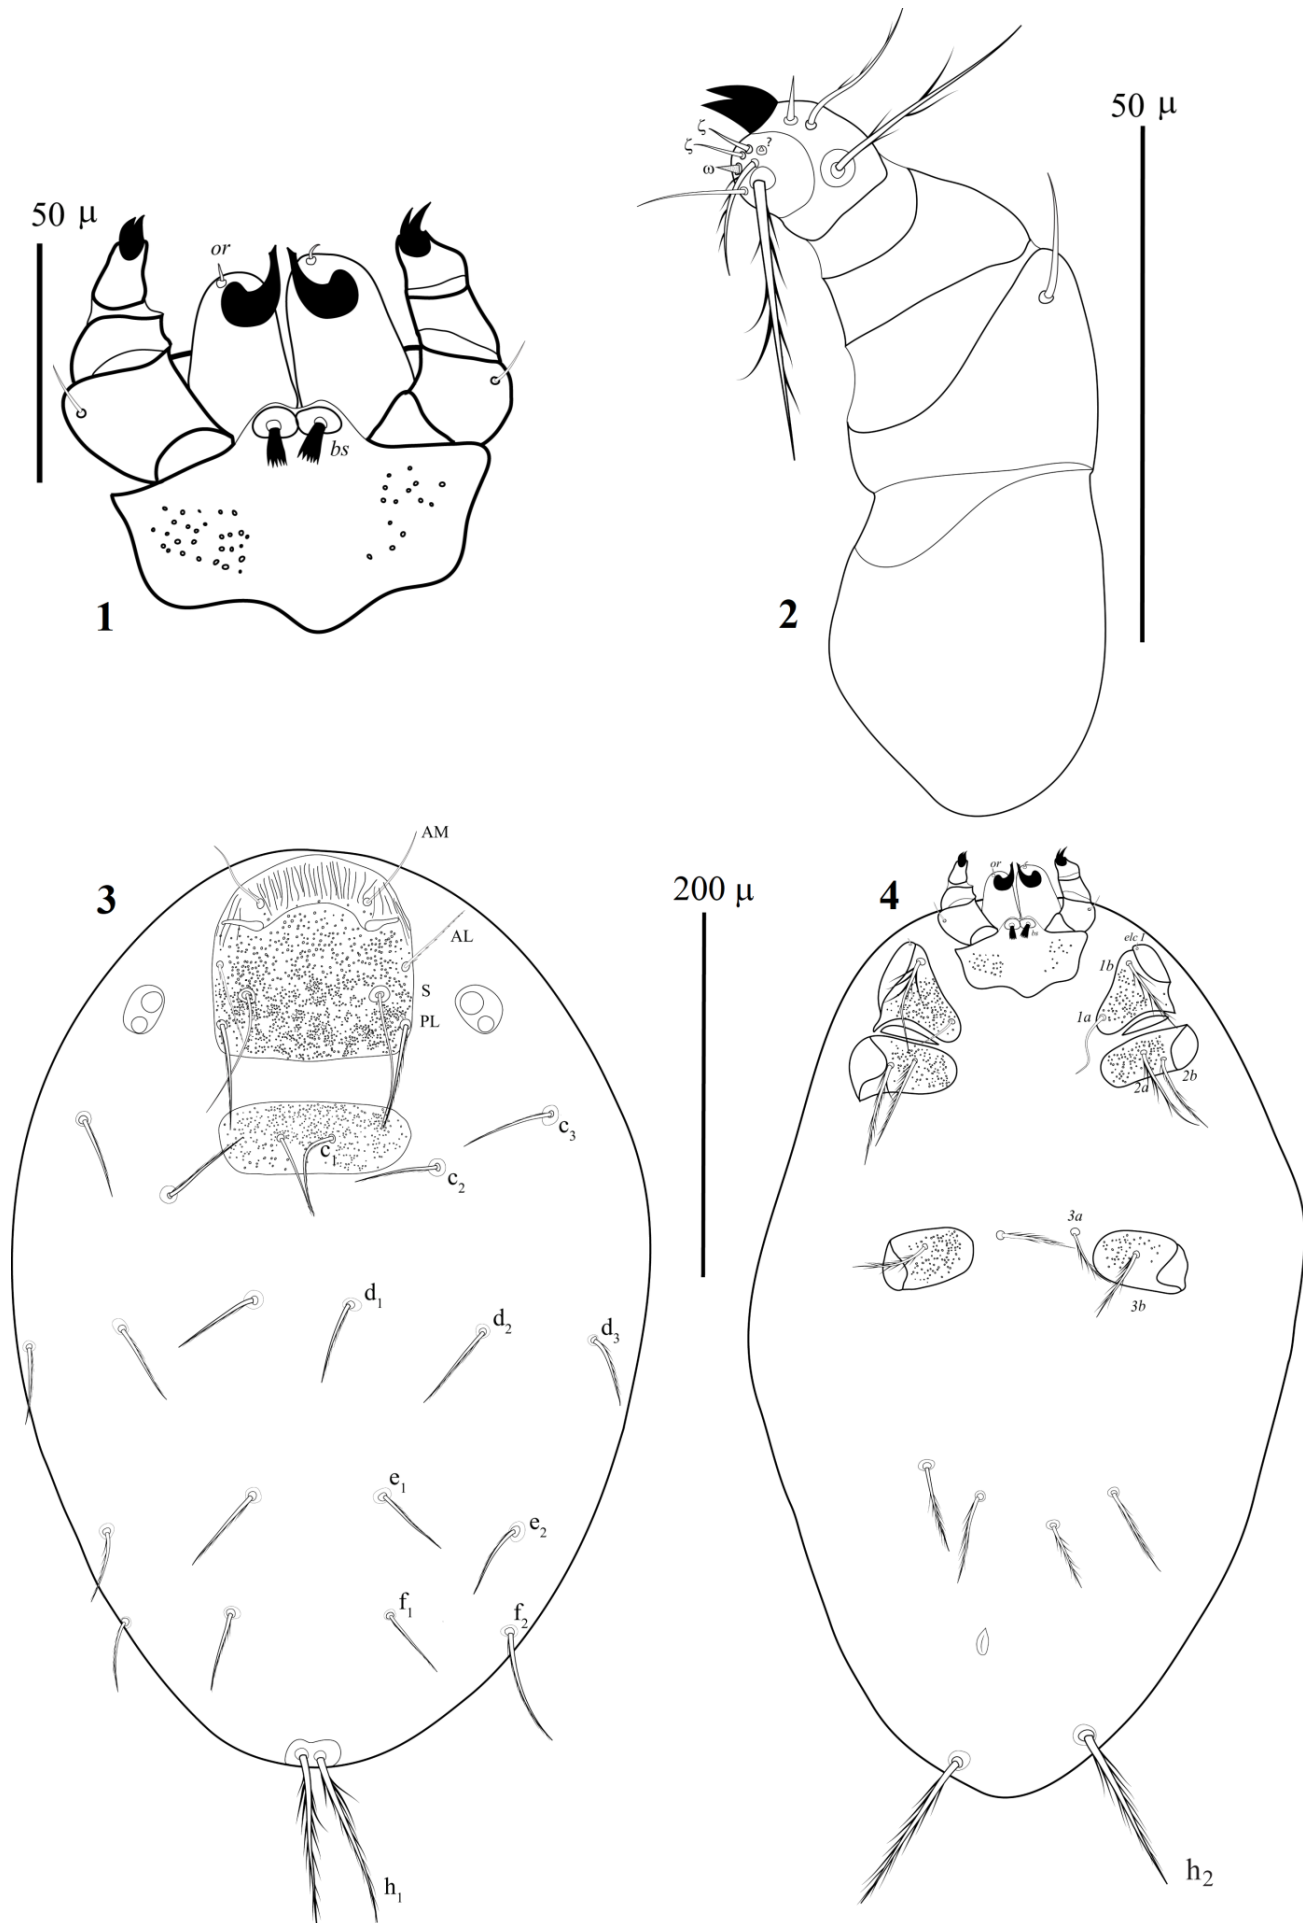 50 μ
or
bs
1
50 μ
ζ
ζ
ω
?
2
3
AM
AL
S
PL
c1
c2
c3
d1
d2
d3
e1
e2
f1
f2
h1
200 μ
4
or
bs
elc I
1b
1a
2a
2b
3a
3b
h2